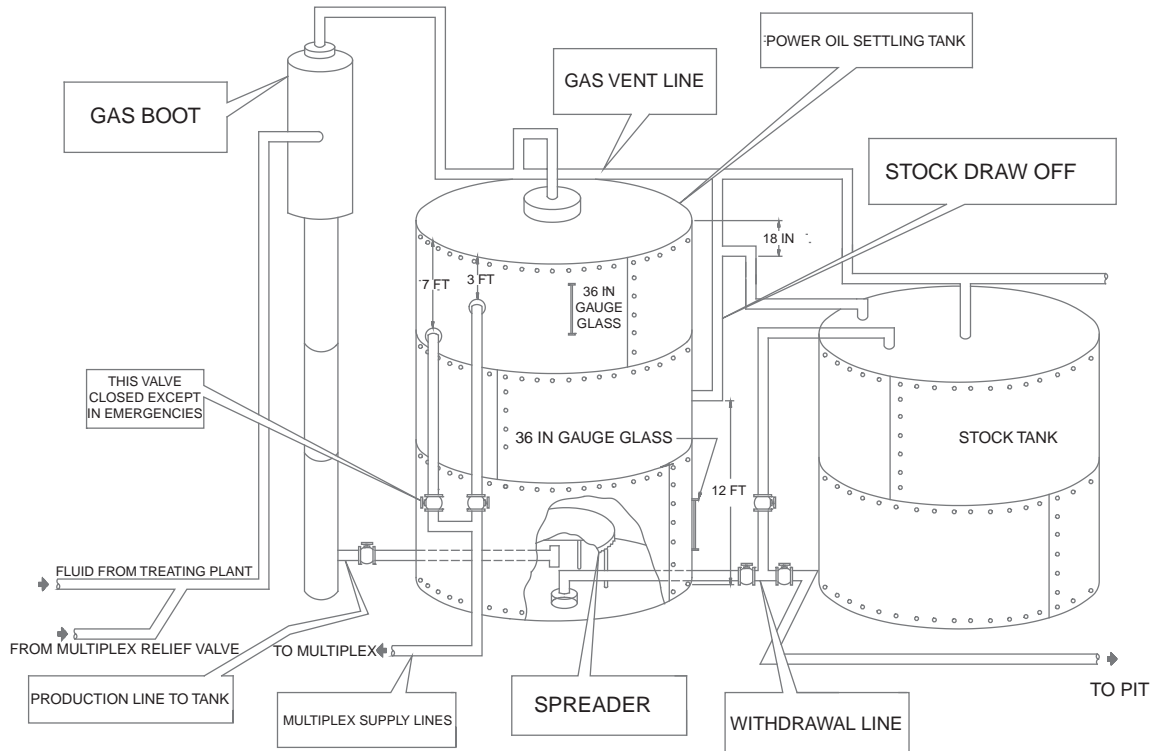 POWER OIL SETTLING TANK
GAS VENT LINE
GAS BOOT
STOCK DRAW OFF
18 IN
7 FT
3 FT
36 IN
GAUGE
GLASS
THIS VALVE
CLOSED EXCEPT
IN EMERGENCIES
36 IN GAUGE GLASS
STOCK TANK
12 FT
FLUID FROM TREATING PLANT
FROM MULTIPLEX RELIEF VALVE
TO MULTIPLEX
TO PIT
PRODUCTION LINE TO TANK
MULTIPLEX SUPPLY LINES
SPREADER
WITHDRAWAL LINE